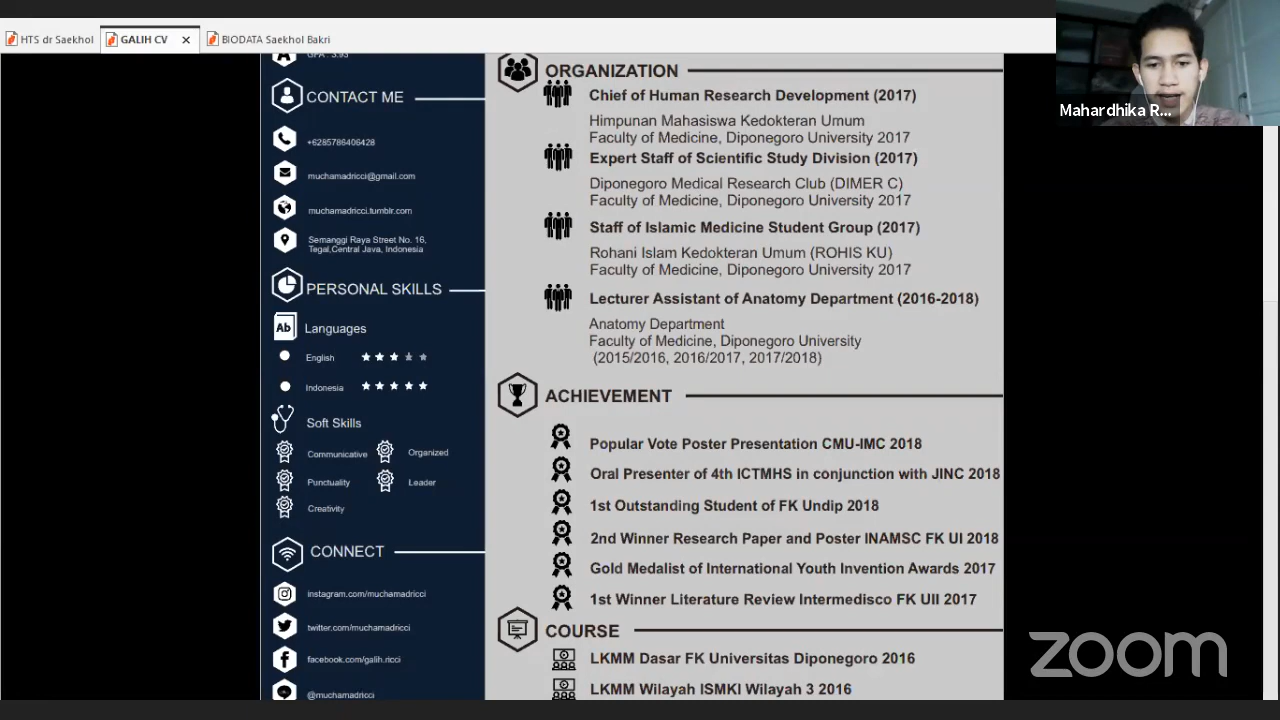 HTS dr Saekhol
GALIH CV
BIODATA Saekhol Bakri
Mahardhika R...
GPA : 3.93
CONTACT ME
+6285786406428
muchamadricci@gmail.com
muchamadricci.tumblr.com
Semanggi Raya Street No. 16,
Tegal,Central Java, Indonesia
PERSONAL SKILLS
Ab
Languages
English
Indonesia
Soft Skills
Communicative
Organized
Punctuality
Leader
Creativity
CONNECT
instagram.com/muchamadricci
twitter.com/muchamadricci
facebook.com/galih.ricci
@muchamadricci
ORGANIZATION
Chief of Human Research Development (2017)
Himpunan Mahasiswa Kedokteran Umum
Faculty of Medicine, Diponegoro University 2017
Expert Staff of Scientific Study Division (2017)
Diponegoro Medical Research Club (DIMER C)
Faculty of Medicine, Diponegoro University 2017
Staff of Islamic Medicine Student Group (2017)
Rohani Islam Kedokteran Umum (ROHIS KU)
Faculty of Medicine, Diponegoro University 2017
Lecturer Assistant of Anatomy Department (2016-2018)
Anatomy Department
Faculty of Medicine, Diponegoro University
(2015/2016, 2016/2017, 2017/2018)
ACHIEVEMENT
Popular Vote Poster Presentation CMU-IMC 2018
Oral Presenter of 4th ICTMHS in conjunction with JINC 2018
1st Outstanding Student of FK Undip 2018
2nd Winner Research Paper and Poster INAMSC FK UI 2018
Gold Medalist of International Youth Invention Awards 2017
1st Winner Literature Review Intermedisco FK UII 2017
COURSE
LKMM Dasar FK Universitas Diponegoro 2016
LKMM Wilayah ISMKI Wilayah 3 2016
zoom